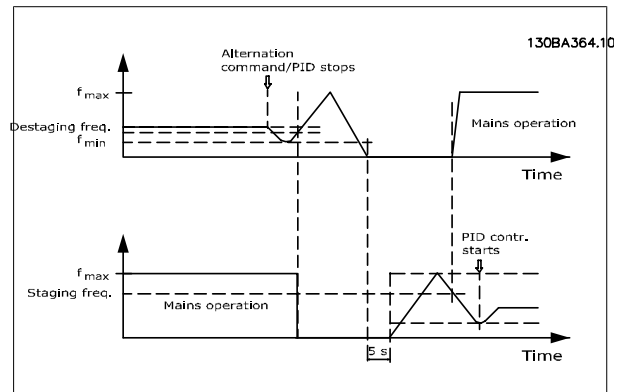 130BA364.10
Alternation
command/PID stops
f max
Destaging freq.
f min
Mains operation
Time
PID contr.
starts
f max
Staging freq.
Mains operation
5 s
Time